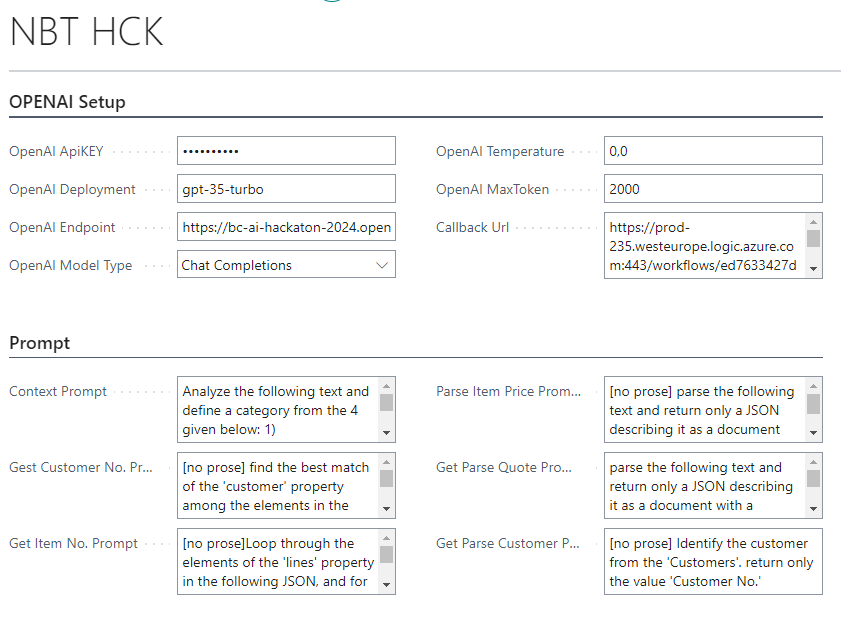 NBT HCK
OPENAI Setup
OpenAI ApiKEY
••••••••••
OpenAI Temperature
0,0
OpenAI Deployment
gpt-35-turbo
OpenAI MaxToken
2000
OpenAI Endpoint
https://bc-ai-hackaton-2024.open
Callback Url
https://prod-
235.westeurope.logic.azure.co
m:443/workflows/ed7633427d
OpenAI Model Type
Chat Completions
Prompt
Context Prompt
Analyze the following text and
define a category from the 4
given below: 1)
Parse Item Price Prom...
[no prose] parse the following
text and return only a JSON
describing it as a document
Gest Customer No. Pr...
[no prose] find the best match
of the 'customer' property
among the elements in the
Get Parse Quote Pro...
parse the following text and
return only a JSON describing
it as a document with a
Get Item No. Prompt
[no prose]Loop through the
elements of the 'lines' property
in the following JSON, and for
Get Parse Customer P...
[no prose] Identify the customer
from the 'Customers'. return only
the value 'Customer No.'